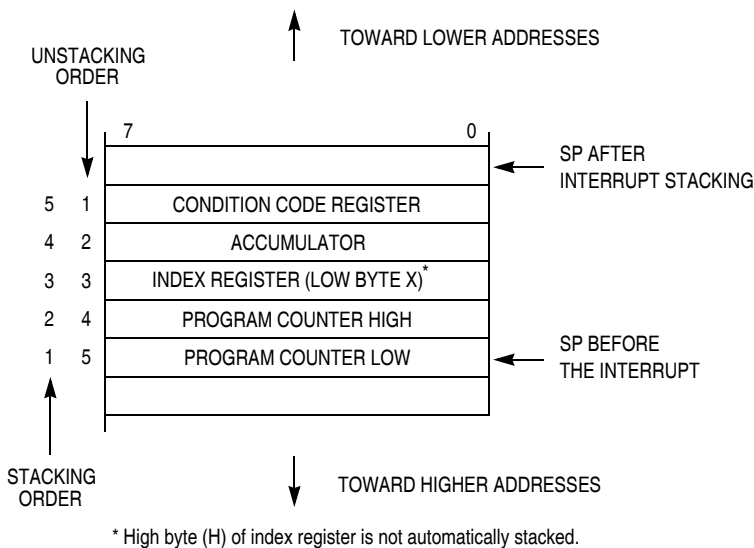 TOWARD LOWER ADDRESSES
UNSTACKING
ORDER
7 0
SP AFTER
INTERRUPT STACKING
5 1 CONDITION CODE REGISTER
4 2 ACCUMULATOR
3 3 INDEX REGISTER (LOW BYTE X)*
2 4 PROGRAM COUNTER HIGH
1 5 PROGRAM COUNTER LOW
SP BEFORE
THE INTERRUPT
STACKING
ORDER
TOWARD HIGHER ADDRESSES
* High byte (H) of index register is not automatically stacked.